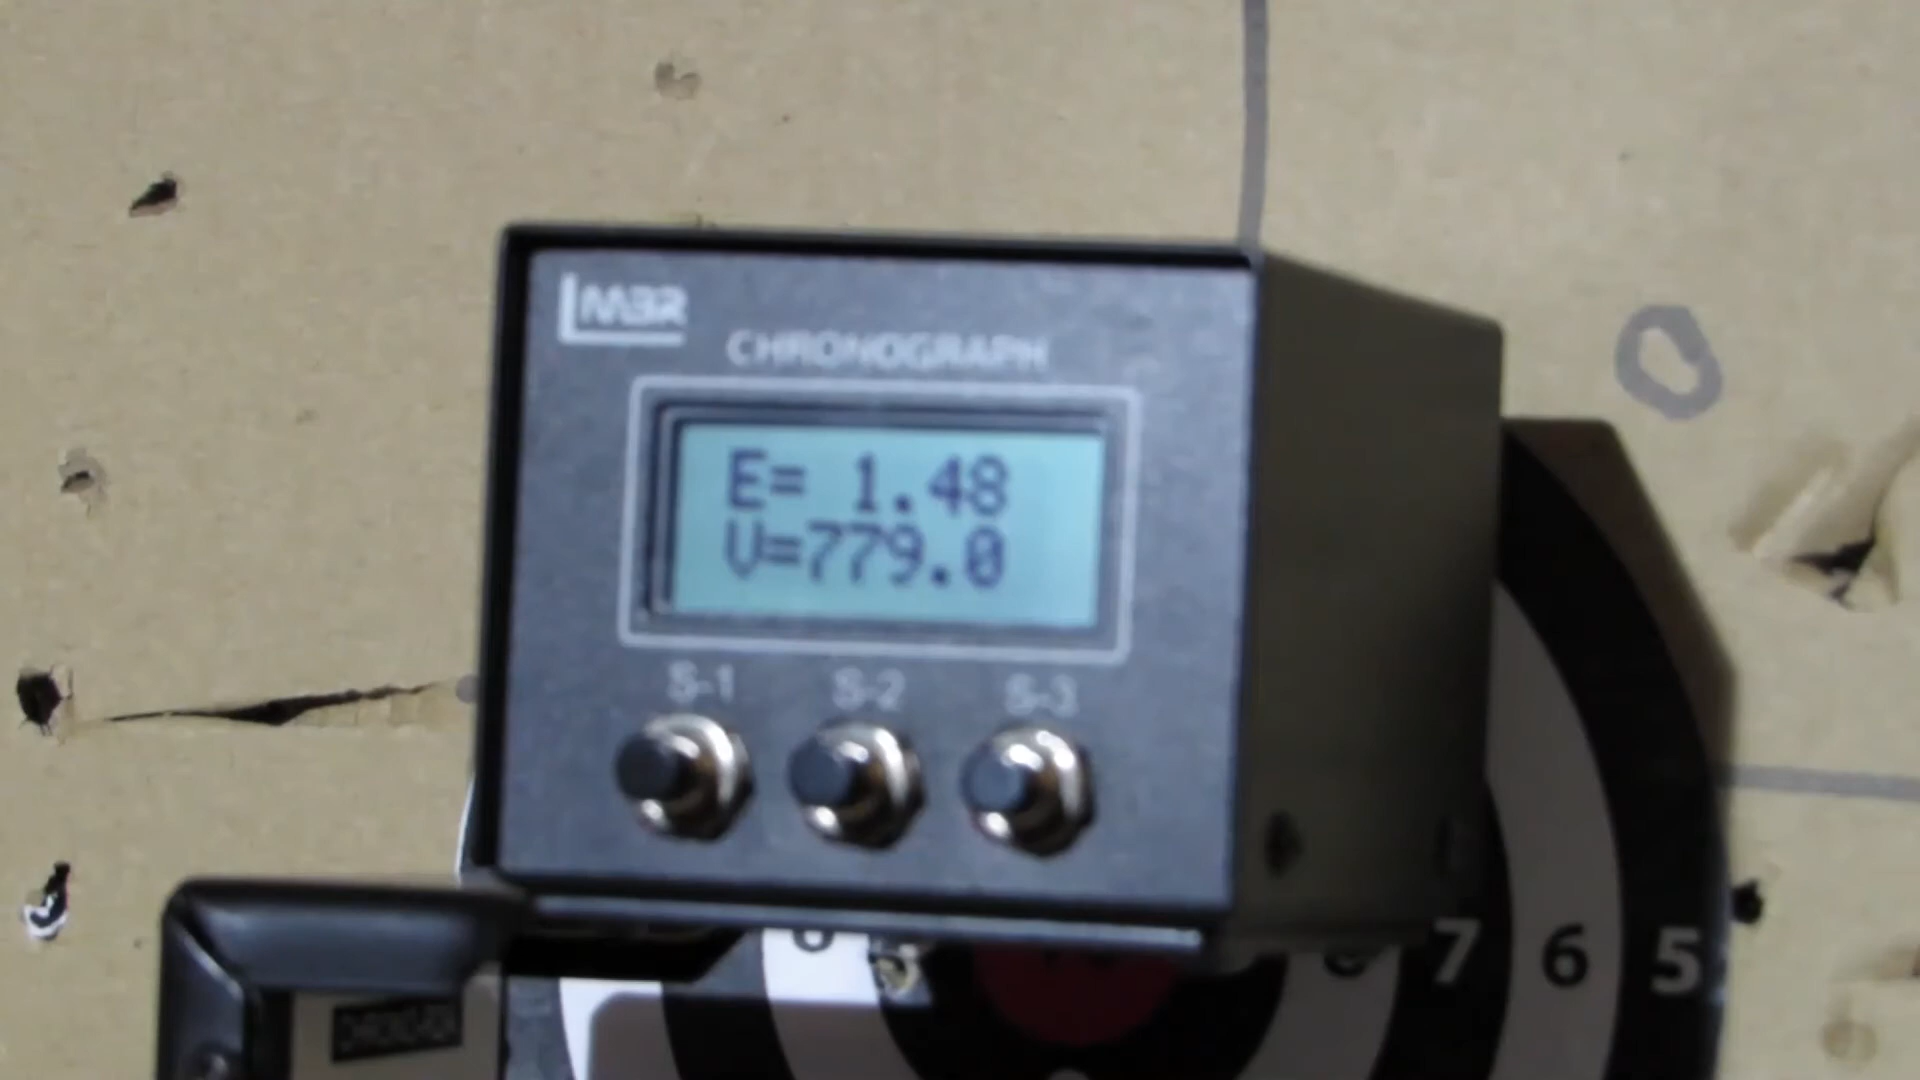 LMBR
CHRONOGRAPH
E= 1.48
V=779.0
S-1 S-2 S-3
7 6 5